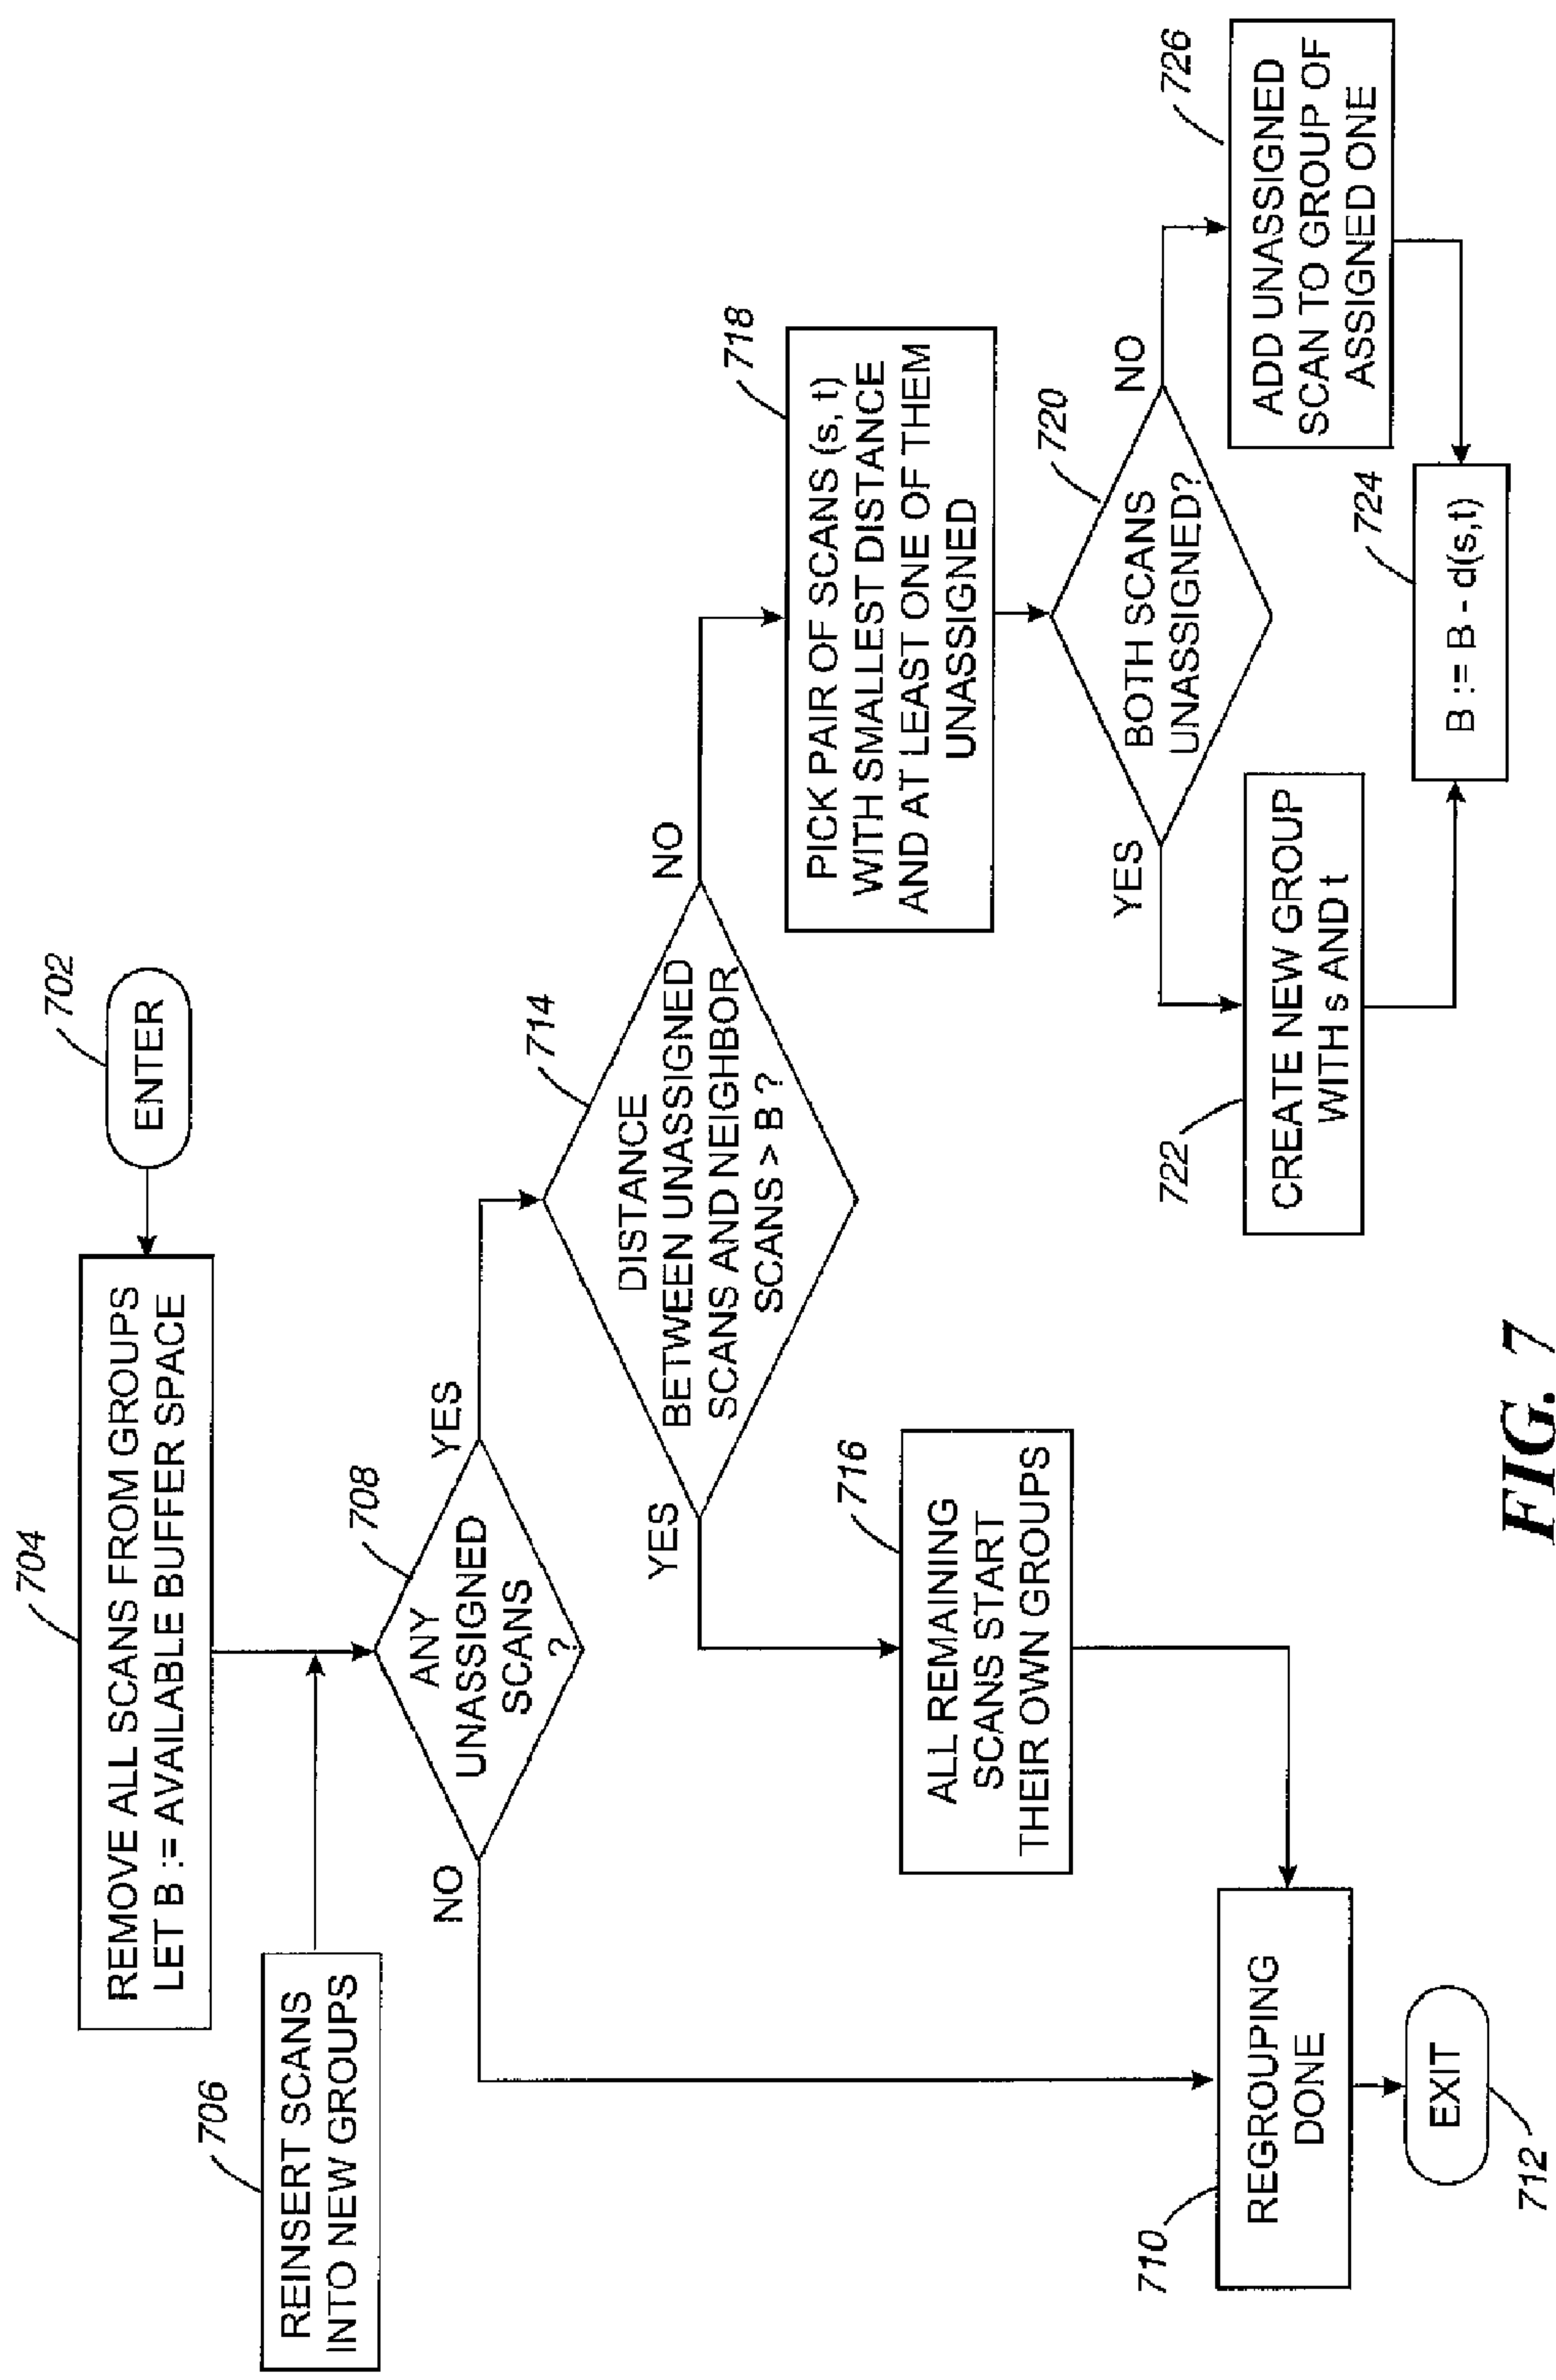 702
ENTER
704
REMOVE ALL SCANS FROM GROUPS
LET B := AVAILABLE BUFFER SPACE
706
REINSERT SCANS
INTO NEW GROUPS
708
ANY
UNASSIGNED
SCANS
?
NO
YES
714
DISTANCE
BETWEEN UNASSIGNED
SCANS AND NEIGHBOR
SCANS > B ?
YES
NO
716
ALL REMAINING
SCANS START
THEIR OWN GROUPS
718
PICK PAIR OF SCANS (s, t)
WITH SMALLEST DISTANCE
AND AT LEAST ONE OF THEM
UNASSIGNED
720
BOTH SCANS
UNASSIGNED?
YES
NO
722
CREATE NEW GROUP
WITH s AND t
726
ADD UNASSIGNED
SCAN TO GROUP OF
ASSIGNED ONE
724
B := B - d(s,t)
710
REGROUPING
DONE
EXIT
712
FIG. 7